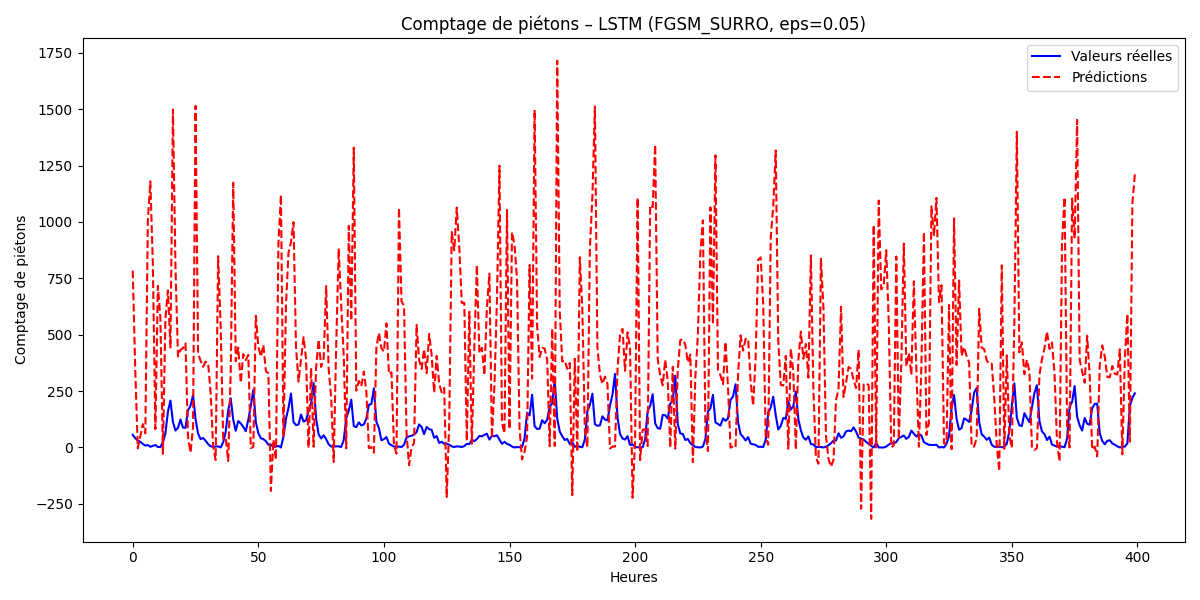 Comptage de piétons – LSTM (FGSM_SURRO, eps=0.05)
Valeurs réelles
Prédictions
Comptage de piétons
1750
1500
1250
1000
750
500
250
0
−250
0 50 100 150 200 250 300 350 400
Heures